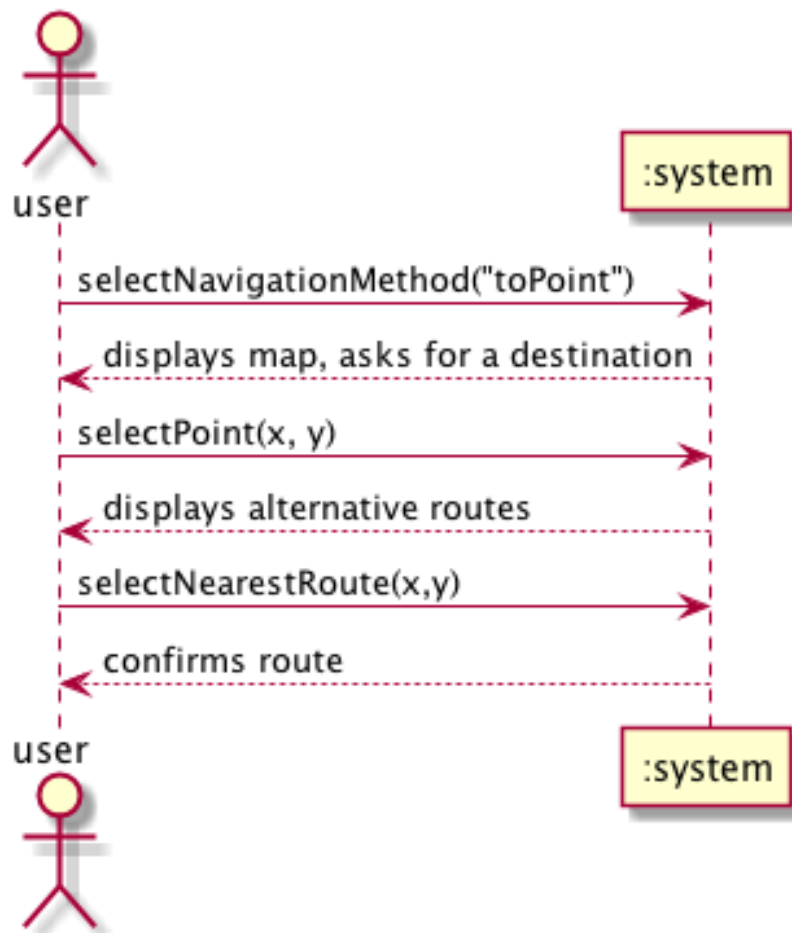 user
:system
selectNavigationMethod("toPoint")
displays map, asks for a destination
selectPoint(x, y)
displays alternative routes
selectNearestRoute(x,y)
confirms route
user
:system